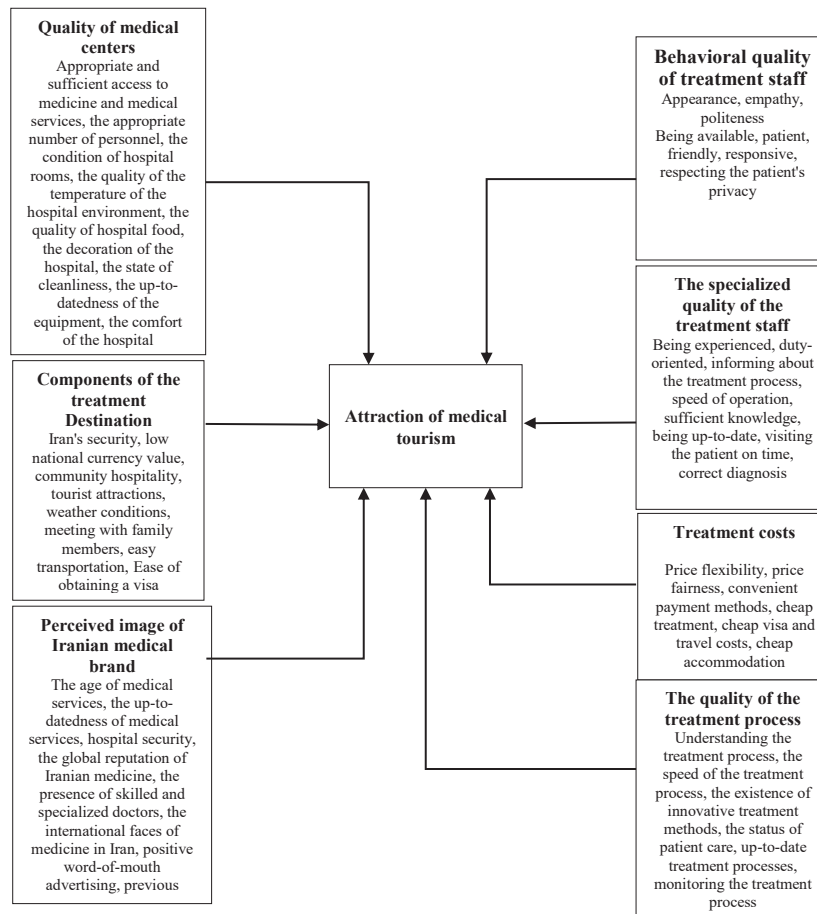 Quality of medical
centers
Appropriate and
sufficient access to
medicine and medical
services, the appropriate
number of personnel, the
condition of hospital
rooms, the quality of the
temperature of the
hospital environment, the
quality of hospital food,
the decoration of the
hospital, the state of
cleanliness, the up-to-
datedness of the
equipment, the comfort
of the hospital
Components of the
treatment
Destination
Iran's security, low
national currency value,
community hospitality,
tourist attractions,
weather conditions,
meeting with family
members, easy
transportation, Ease of
obtaining a visa
Perceived image of
Iranian medical
brand
The age of medical
services, the up-to-
datedness of medical
services, hospital security,
the global reputation of
Iranian medicine, the
presence of skilled and
specialized doctors, the
international faces of
medicine in Iran, positive
word-of-mouth
advertising, previous
Attraction of medical
tourism
Behavioral quality
of treatment staff
Appearance, empathy,
politeness
Being available, patient,
friendly, responsive,
respecting the patient's
privacy
The specialized
quality of the
treatment staff
Being experienced, duty-
oriented, informing about
the treatment process,
speed of operation,
sufficient knowledge,
being up-to-date, visiting
the patient on time,
correct diagnosis
Treatment costs
Price flexibility, price
fairness, convenient
payment methods, cheap
treatment, cheap visa and
travel costs, cheap
accommodation
The quality of the
treatment process
Understanding the
treatment process, the
speed of the treatment
process, the existence of
innovative treatment
methods, the status of
patient care, up-to-date
treatment processes,
monitoring the treatment
process